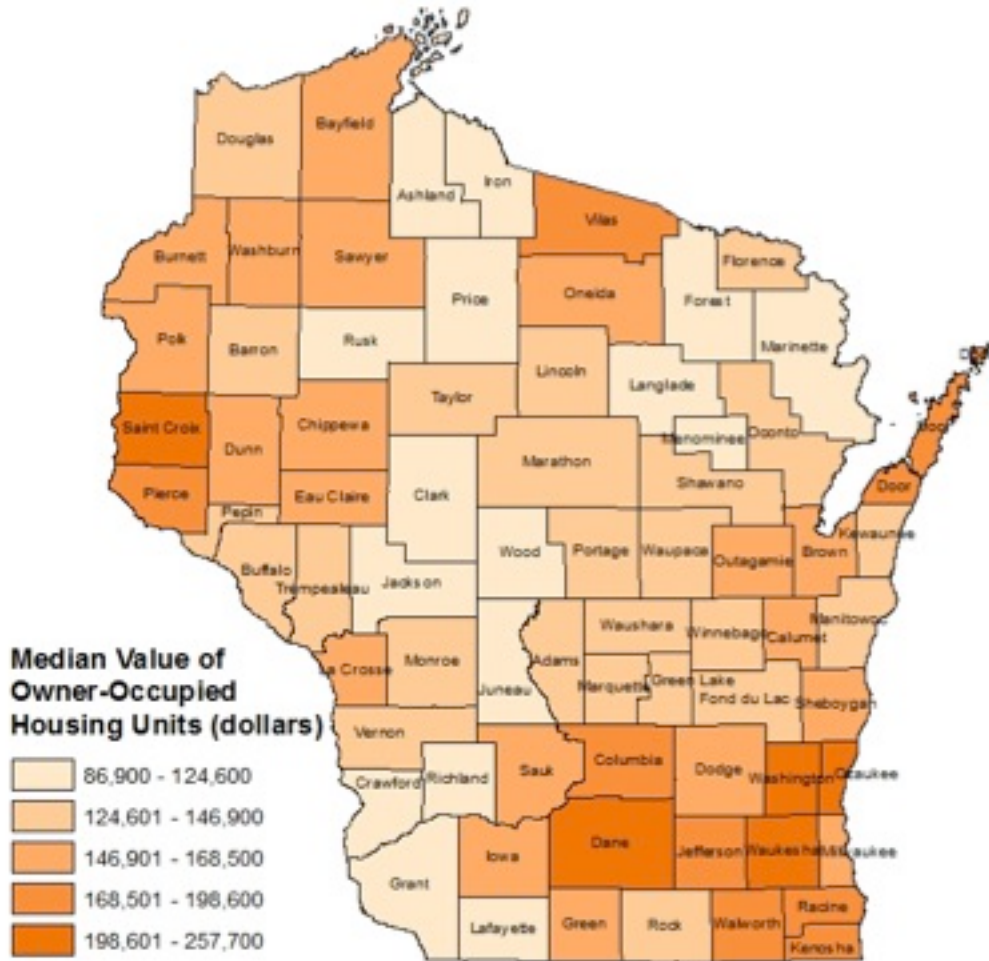 Douglas
Bayfield
Ashland
Iron
Vilas
Florence
Burnett
Washburn
Sawyer
Price
Oneida
Forest
Marinette
Polk
Barron
Rusk
Lincoln
Langlade
Taylor
Saint Croix
Dunn
Chippewa
Marathon
Menominee
Oconto
Door
Pierce
Eau Claire
Clark
Shawano
Door
Pepin
Wood
Portage
Waupaca
Outagamie
Brown
Kewaunee
Buffalo
Trempealeau
Jackson
Waushara
Winnebago
Calumet
Manitowoc
La Crosse
Monroe
Juneau
Adams
Marquette
Green Lake
Fond du Lac
Sheboygan
Vernon
Crawford
Richland
Sauk
Columbia
Dodge
Washington
Ozaukee
Grant
Iowa
Dane
Jefferson
Waukesha
Milwaukee
Lafayette
Green
Rock
Walworth
Racine
Kenosha
Median Value of
Owner-Occupied
Housing Units (dollars)
86,900 - 124,600
124,601 - 146,900
146,901 - 168,500
168,501 - 198,600
198,601 - 257,700